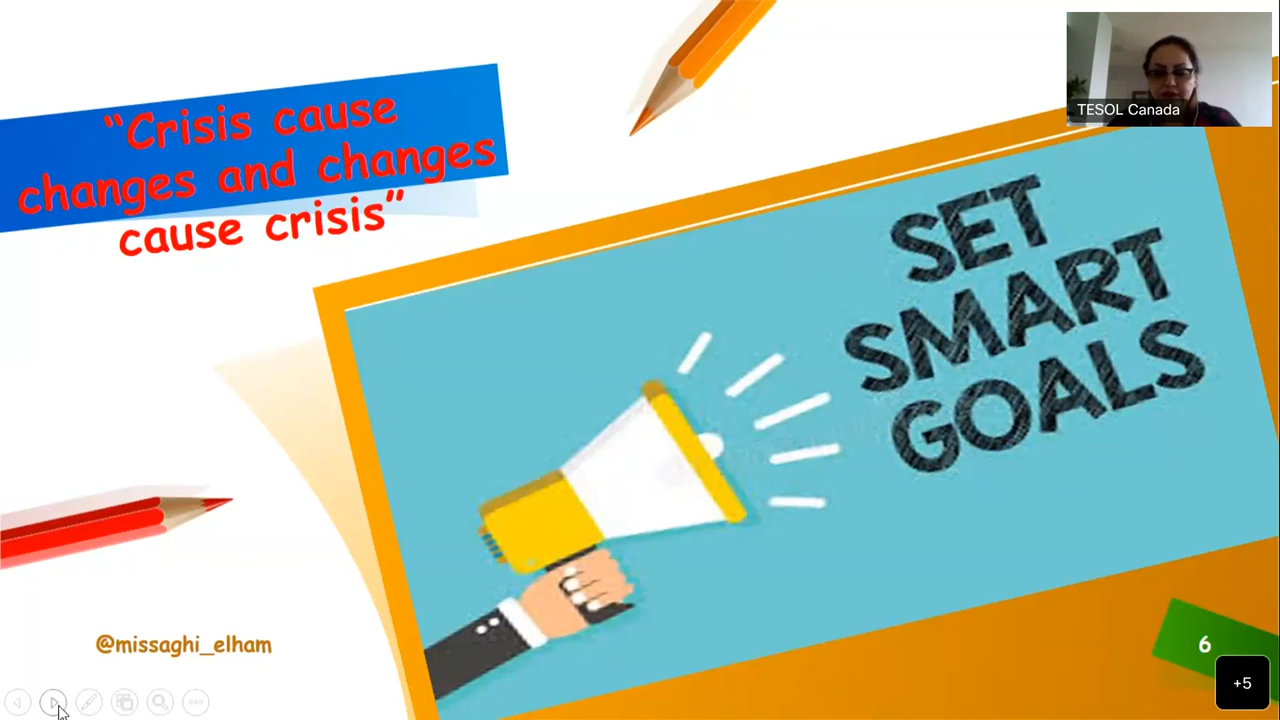 “Crisis cause
changes and changes
cause crisis”
TESOL Canada
SET
SMART
GOALS
@missaghi_elham
6
+5